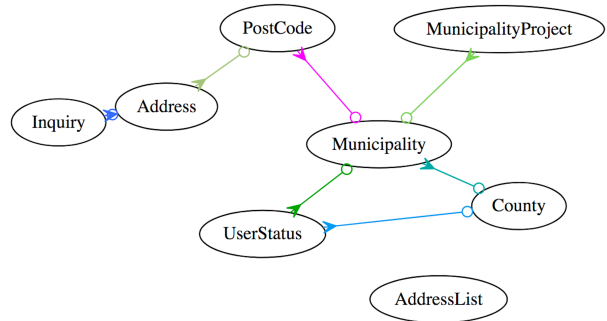 PostCode
MunicipalityProject
Address
Inquiry
Municipality
County
UserStatus
AddressList